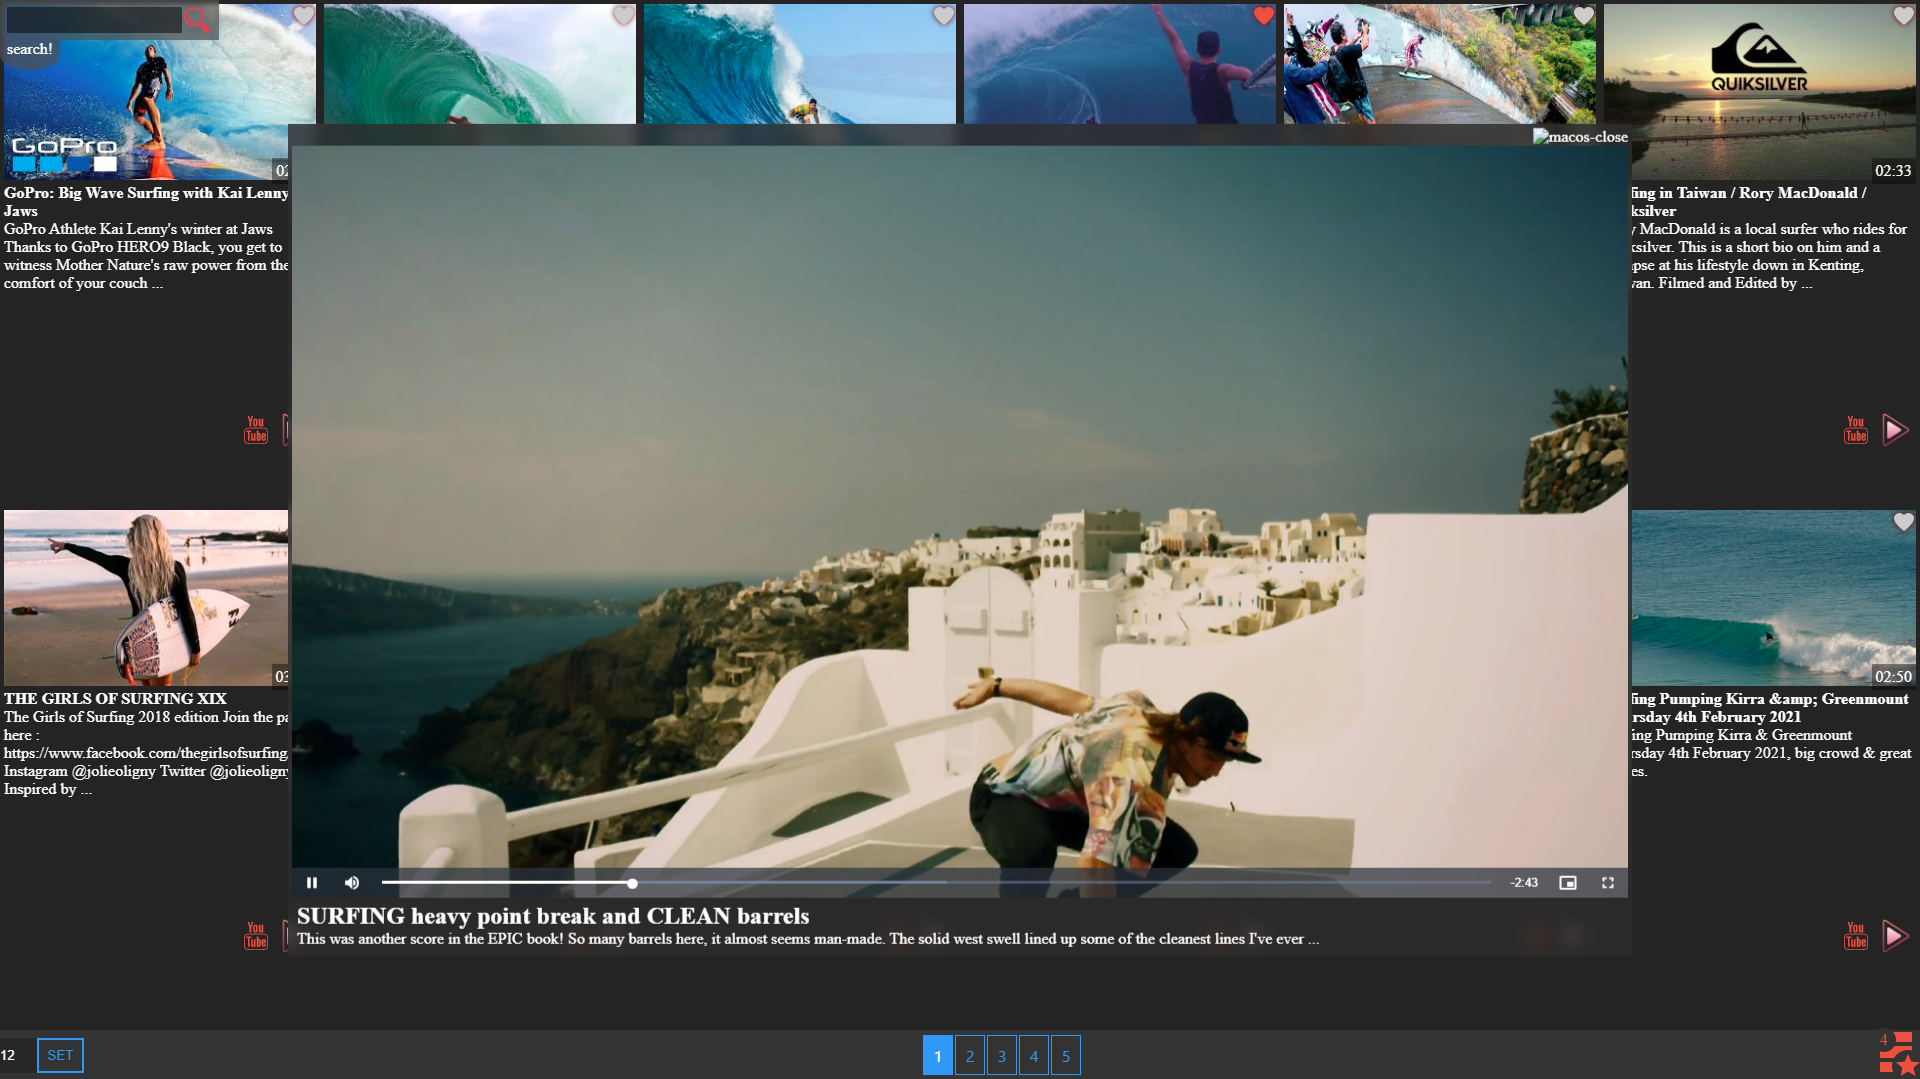 search!
GoPro
QUIKSILVER
02:33
macos-close
GoPro: Big Wave Surfing with Kai Lenny
Jaws
GoPro Athlete Kai Lenny's winter at Jaws
Thanks to GoPro HERO9 Black, you get to
witness Mother Nature's raw power from the
comfort of your couch ...
fing in Taiwan / Rory MacDonald /
ksilver
y MacDonald is a local surfer who rides for
ksilver. This is a short bio on him and a
pse at his lifestyle down in Kenting,
van. Filmed and Edited by ...
You
Tube
You
Tube
THE GIRLS OF SURFING XIX
The Girls of Surfing 2018 edition Join the pa
here :
https://www.facebook.com/thegirlsofsurfing
Instagram @jolieoligny Twitter @jolieoligny
Inspired by ...
02:50
fing Pumping Kirra &amp; Greenmount
rsday 4th February 2021
ing Pumping Kirra & Greenmount
rsday 4th February 2021, big crowd & great
es.
-2:43
SURFING heavy point break and CLEAN barrels
This was another score in the EPIC book! So many barrels here, it almost seems man-made. The solid west swell lined up some of the cleanest lines I've ever ...
You
Tube
You
Tube
12
SET
1 2 3 4 5
4